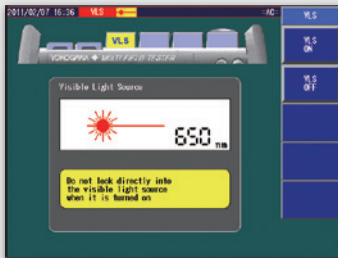 2011/02/07 16:36 VLS =AC= VLS
VLS
YOKOGAWA ◆ MULTI FIELD TESTER
VLS
ON
Visible Light Source
VLS
OFF
650 nm
Do not look directly into
the visible light source
when it is turned on